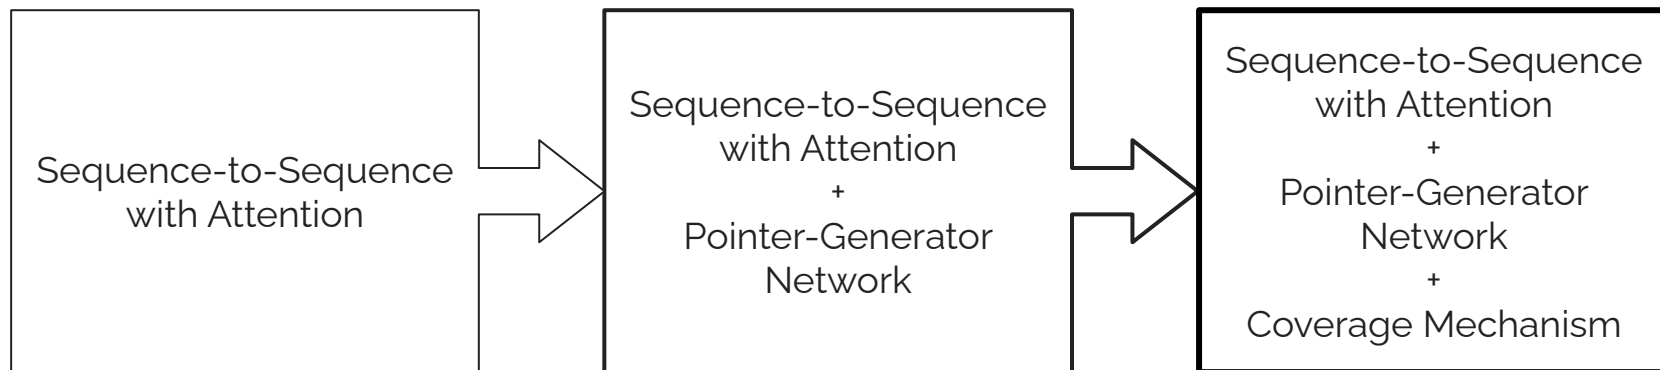 Sequence-to-Sequence
with Attention
Sequence-to-Sequence
with Attention
+
Pointer-Generator
Network
Sequence-to-Sequence
with Attention
+
Pointer-Generator
Network
+
Coverage Mechanism